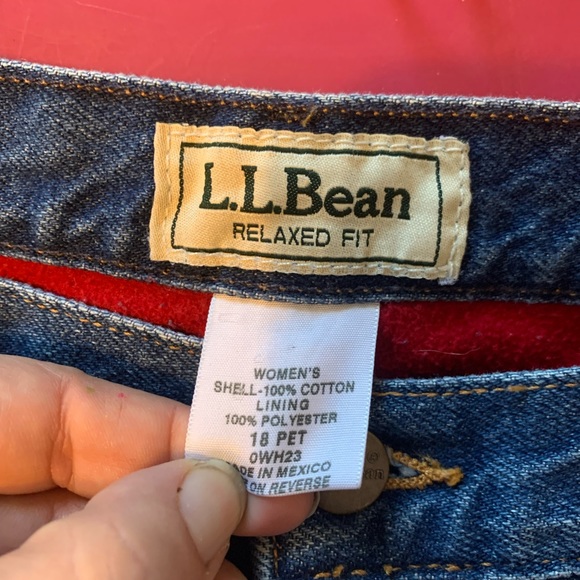 L.L.Bean
RELAXED FIT
WOMEN'S
SHELL-100% COTTON
LINING
100% POLYESTER
18 PET
0WH23
IN MEXICO
ON REVERSE